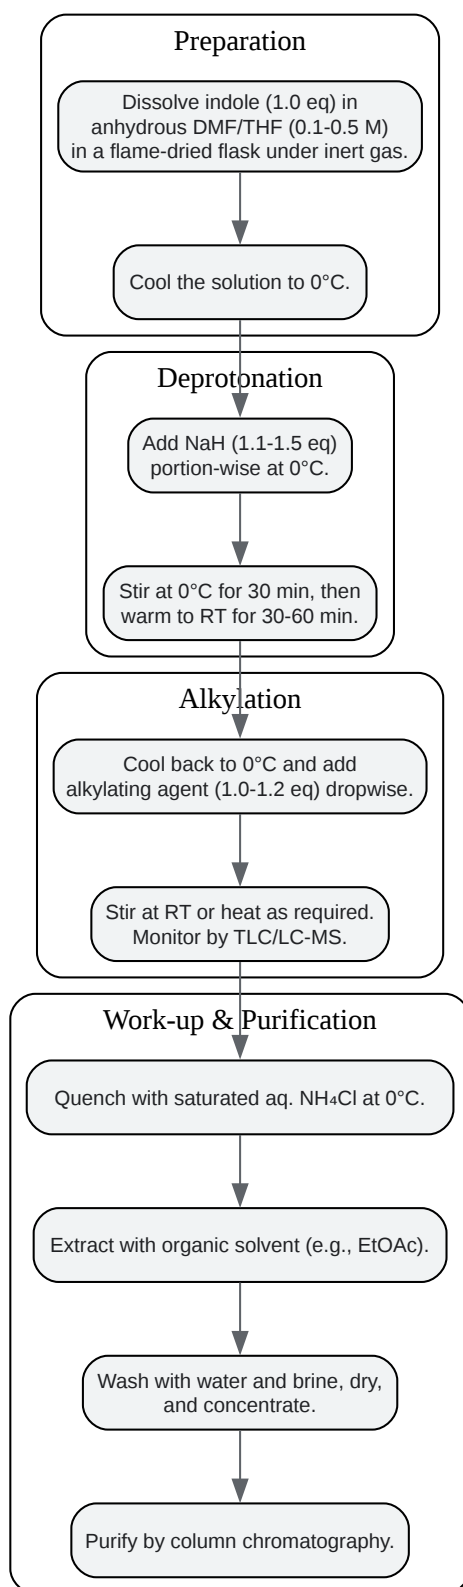 Preparation
Dissolve indole (1.0 eq) in
anhydrous DMF/THF (0.1-0.5 M)
in a flame-dried flask under inert gas.
Cool the solution to 0°C.
Deprotonation
Add NaH (1.1-1.5 eq)
portion-wise at 0°C.
Stir at 0°C for 30 min, then
warm to RT for 30-60 min.
Alkylation
Cool back to 0°C and add
alkylating agent (1.0-1.2 eq) dropwise.
Stir at RT or heat as required.
Monitor by TLC/LC-MS.
Work-up & Purification
Quench with saturated aq. NH₄Cl at 0°C.
Extract with organic solvent (e.g., EtOAc).
Wash with water and brine, dry,
and concentrate.
Purify by column chromatography.